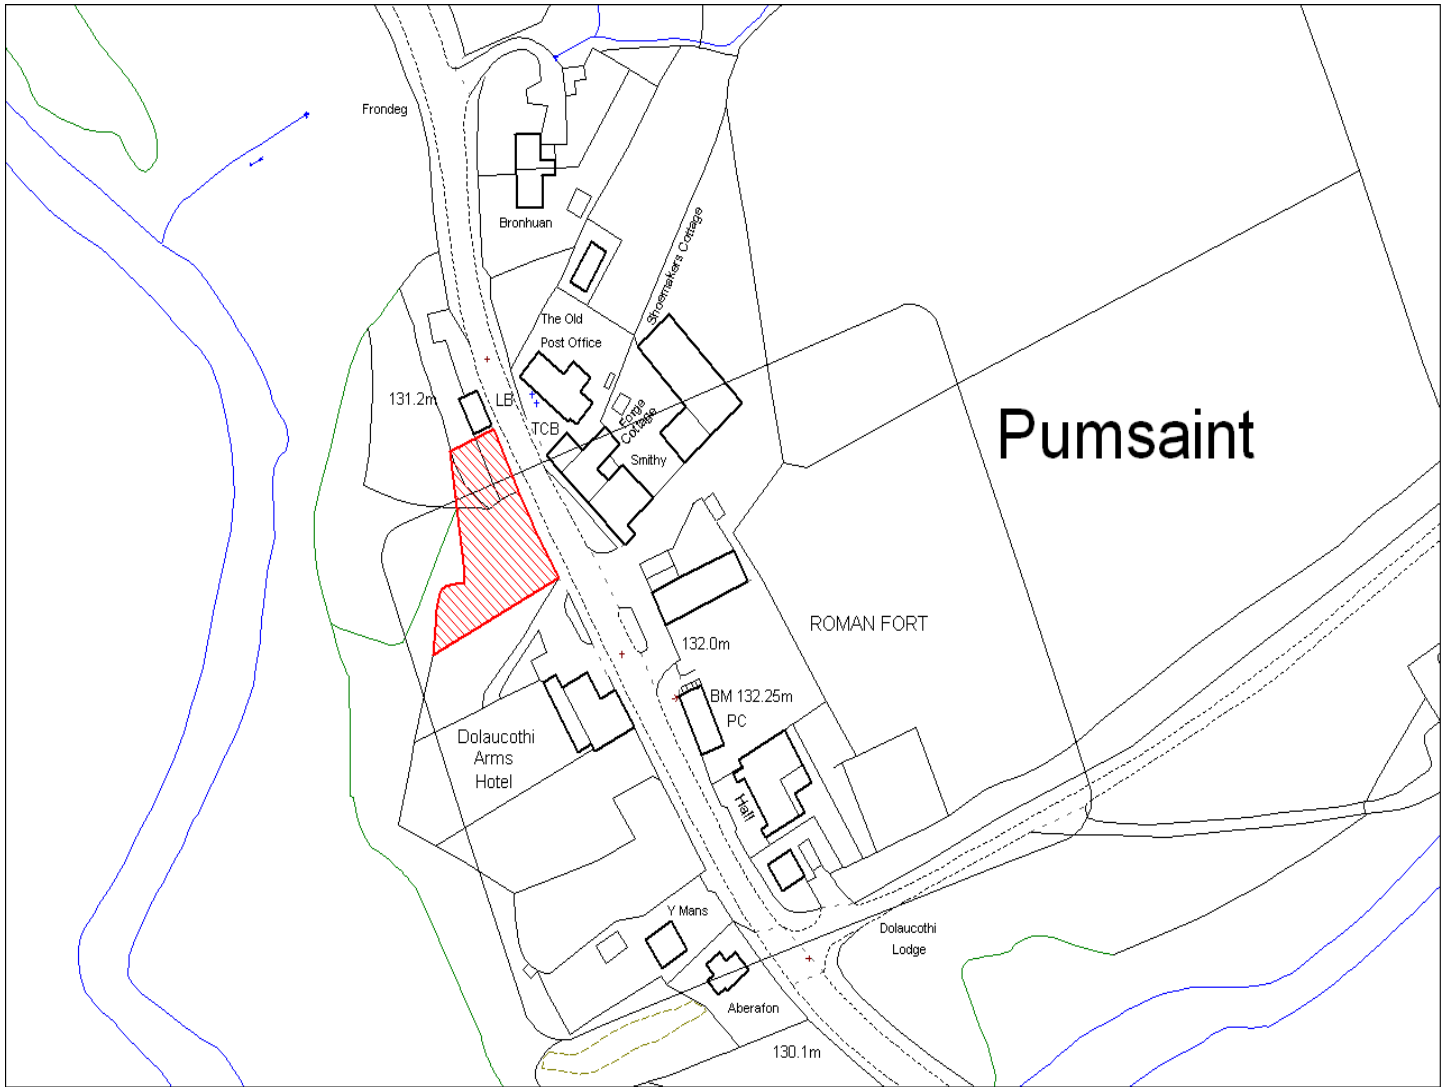 Frondeg
Bronhuan
Shoemakers Cottage
The Old
Post Office
131.2m
LB
TCB
Forge
Cottage
Smithy
Pumsaint
ROMAN FORT
132.0m
BM 132.25m
PC
Dolaucothi
Arms
Hotel
Hall
Y Mans
Dolaucothi
Lodge
Aberafon
130.1m